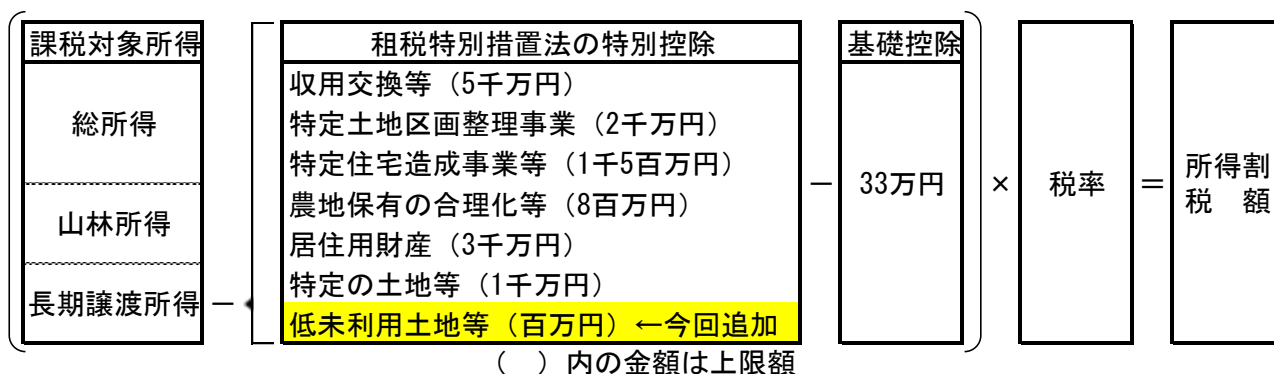 課税対象所得
総所得
山林所得
長期譲渡所得
－
租税特別措置法の特別控除
収用交換等（5千万円）
特定土地区画整理事業（2千万円）
特定住宅造成事業等（1千5百万円）
農地保有の合理化等（8百万円）
居住用財産（3千万円）
特定の土地等（1千万円）
低未利用土地等（百万円）←今回追加
－
基礎控除
33万円
×
税率
＝
所得割
税　額
（　）内の金額は上限額